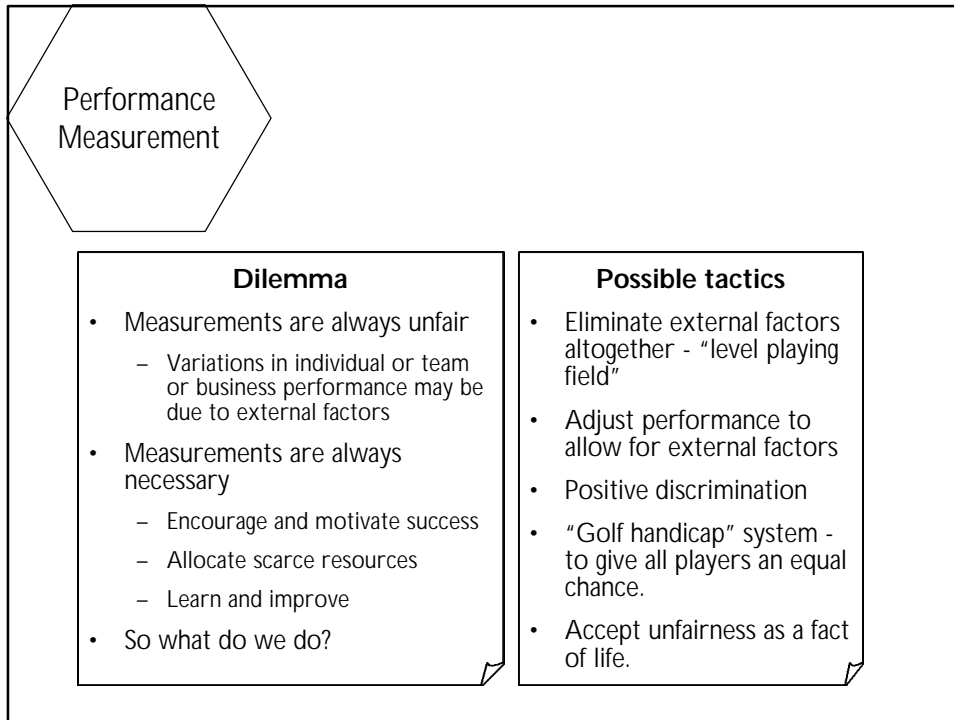 Performance
Measurement
Dilemma
• Measurements are always unfair
– Variations in individual or team
or business performance may be
due to external factors
• Measurements are always
necessary
– Encourage and motivate success
– Allocate scarce resources
– Learn and improve
• So what do we do?
Possible tactics
• Eliminate external factors
altogether - “level playing
field”
• Adjust performance to
allow for external factors
• Positive discrimination
• “Golf handicap” system -
to give all players an equal
chance.
• Accept unfairness as a fact
of life.